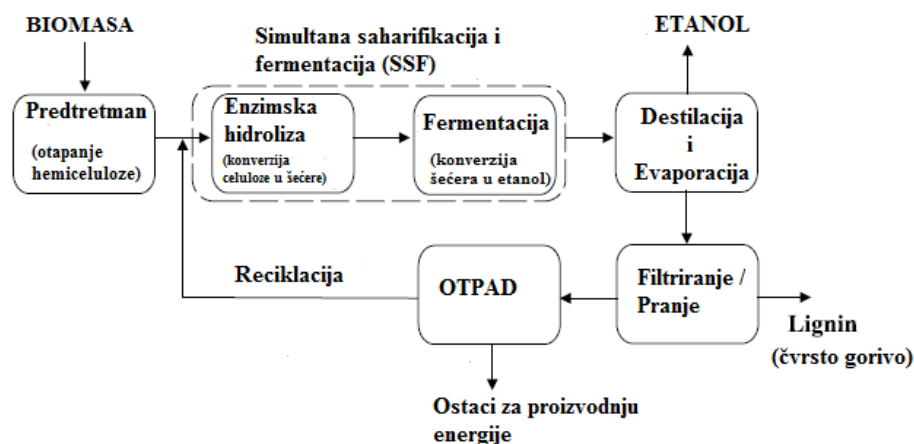 BIOMASA
Simultana saharifikacija i
fermentacija (SSF)
ETANOL
Predtretman
(otapanje
hemiceluloze)
Enzimska
hidroliza
(konverzija
celuloze u šećere)
Fermentacija
(konverzija
šećera u etanol)
Destilacija
i
Evaporacija
Reciklacija
OTPAD
Filtriranje /
Pranje
Lignin
(čvrsto gorivo)
Ostaci za proizvodnju
energije